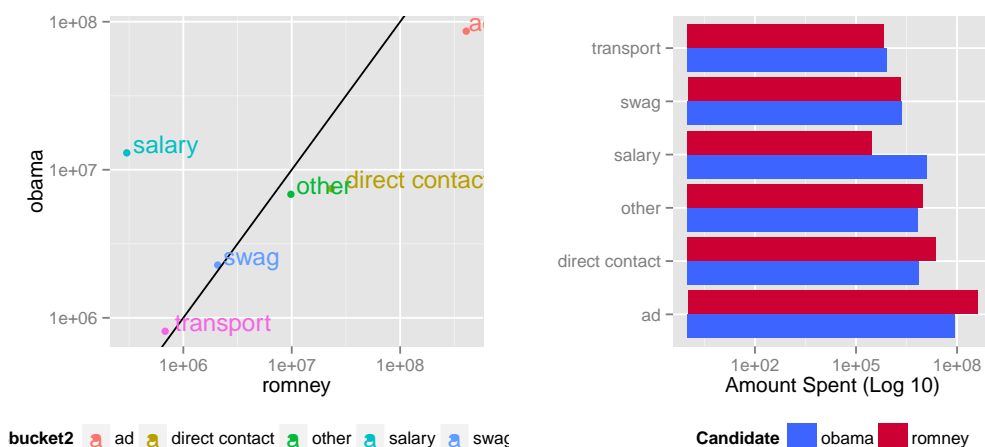 1e+08
1e+07
1e+06
obama
salary
other
direct contac
swag
transport
1e+06 1e+07 1e+08
romney
bucket2 a ad a direct contact a other a salary a swag
transport
swag
salary
other
direct contact
ad
1e+02 1e+05 1e+08
Amount Spent (Log 10)
Candidate obama romney